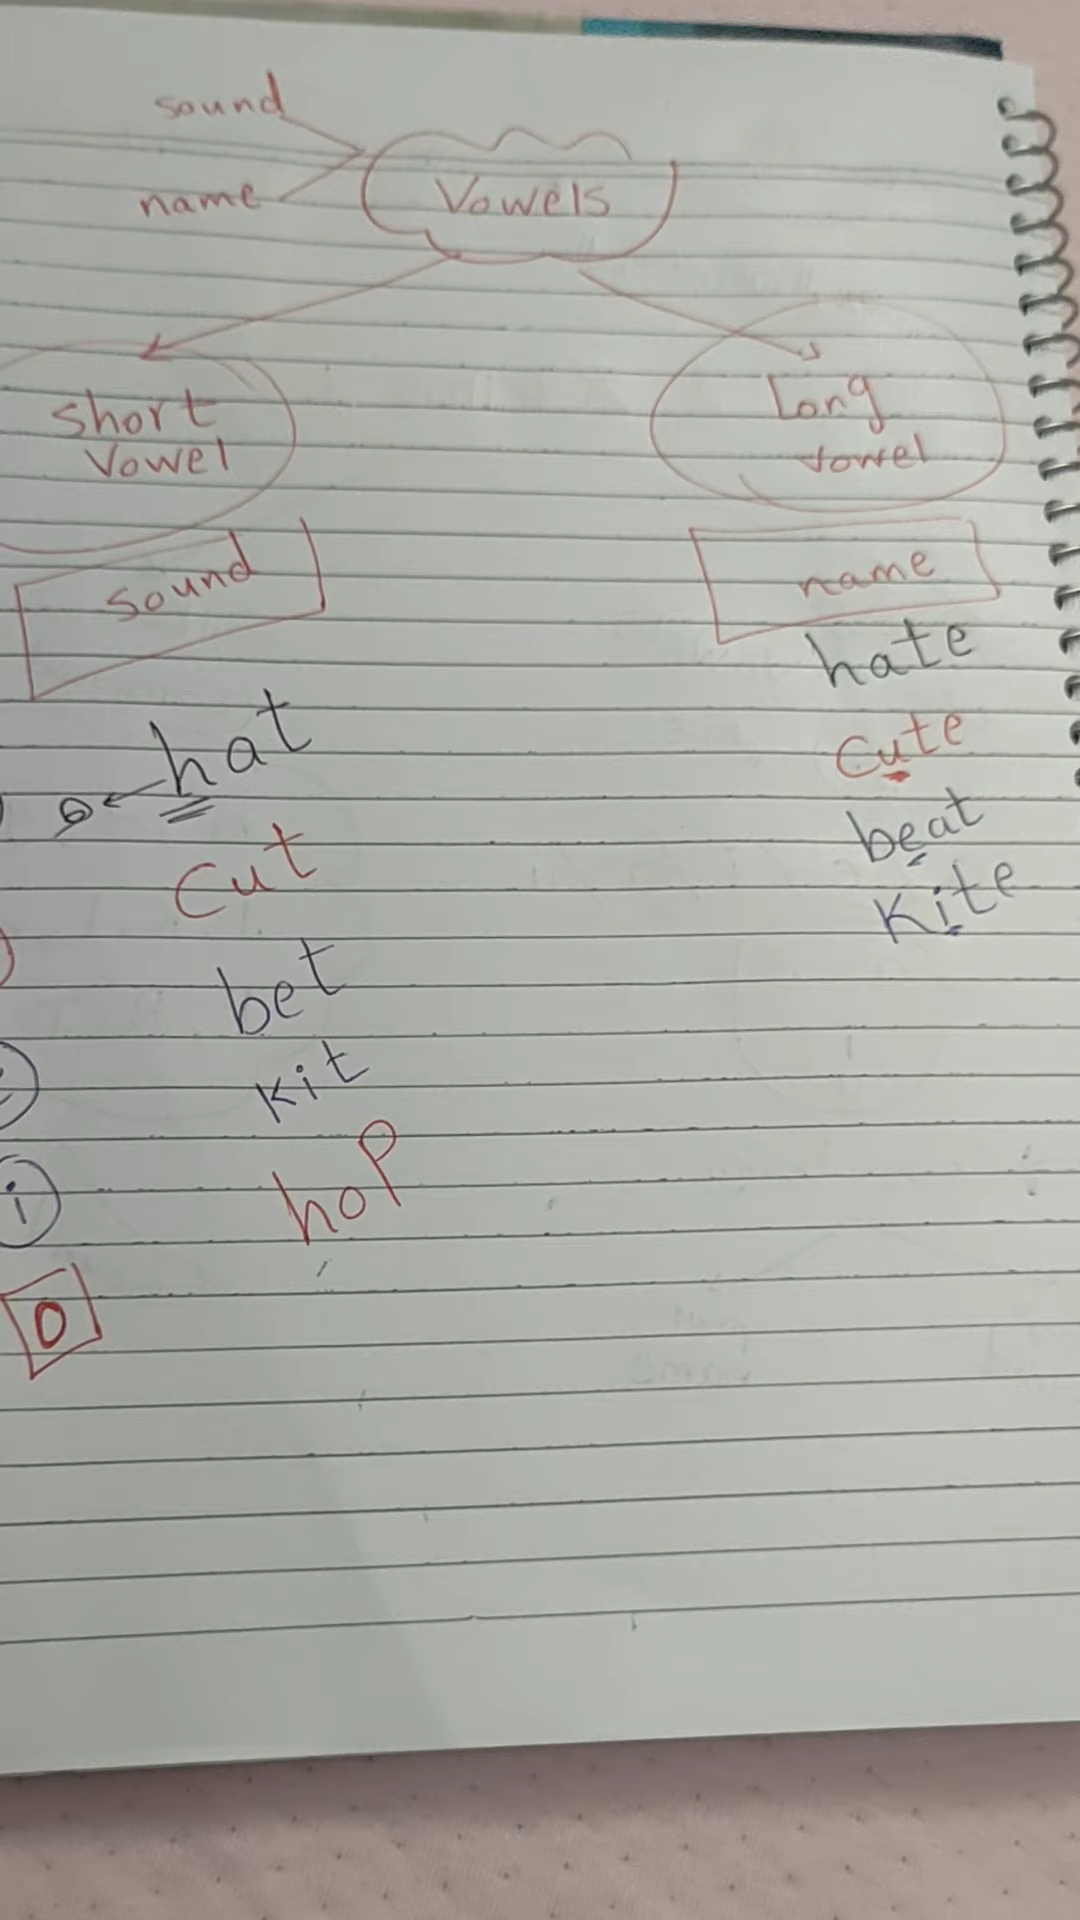 sound
name
Vowels
short
vowel
Long
vowel
sound
name
hate
hat
cute
cut
beat
kite
bet
kit
hop
i
O